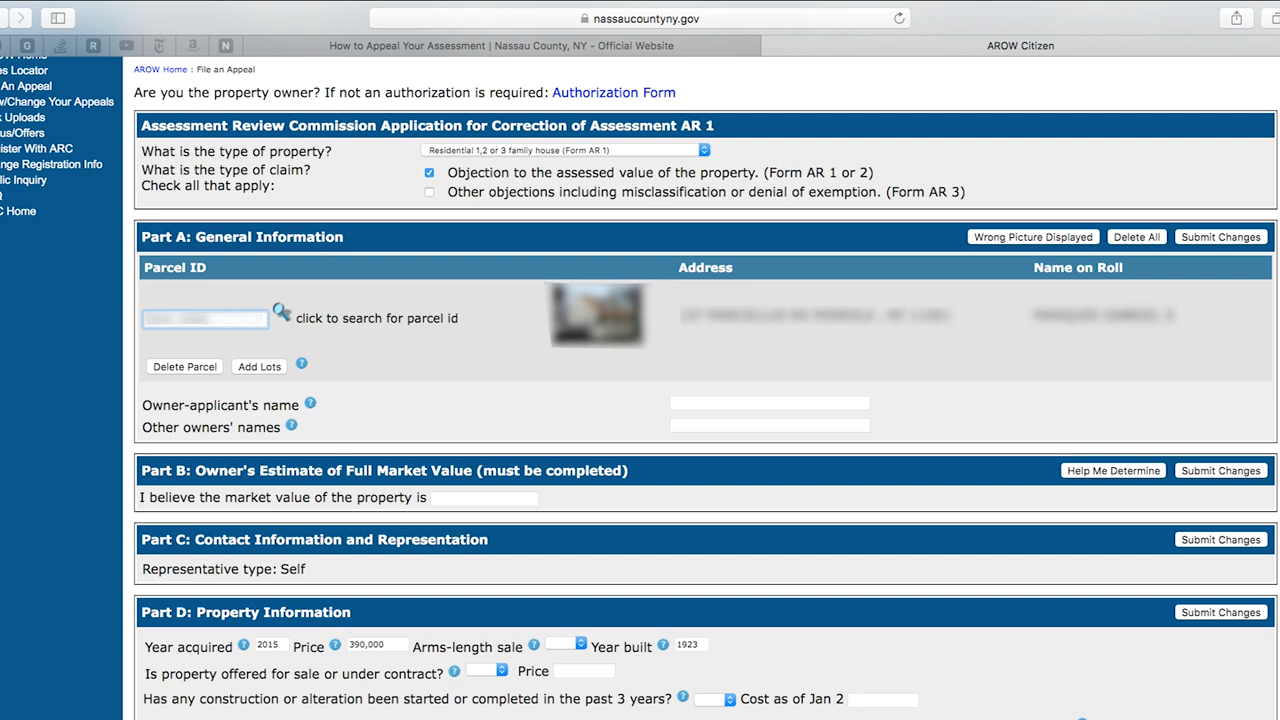 nassaucountyny.gov
G R a N
How to Appeal Your Assessment | Nassau County, NY - Official Website
AROW Citizen
es Locator
An Appeal
w/Change Your Appeals
k Uploads
us/Offers
ister With ARC
nge Registration Info
lic Inquiry
C Home
AROW Home : File an Appeal
Are you the property owner? If not an authorization is required: Authorization Form
Assessment Review Commission Application for Correction of Assessment AR 1
What is the type of property? Residential 1,2 or 3 family house (Form AR 1)
What is the type of claim? Objection to the assessed value of the property. (Form AR 1 or 2)
Check all that apply: Other objections including misclassification or denial of exemption. (Form AR 3)
Part A: General Information Wrong Picture Displayed Delete All Submit Changes
Parcel ID Address Name on Roll
click to search for parcel id
Delete Parcel Add Lots ?
Owner-applicant's name ?
Other owners' names ?
Part B: Owner's Estimate of Full Market Value (must be completed) Help Me Determine Submit Changes
I believe the market value of the property is
Part C: Contact Information and Representation Submit Changes
Representative type: Self
Part D: Property Information Submit Changes
Year acquired ? 2015 Price ? 390,000 Arms-length sale ? Year built ? 1923
Is property offered for sale or under contract? ? Price
Has any construction or alteration been started or completed in the past 3 years? ? Cost as of Jan 2